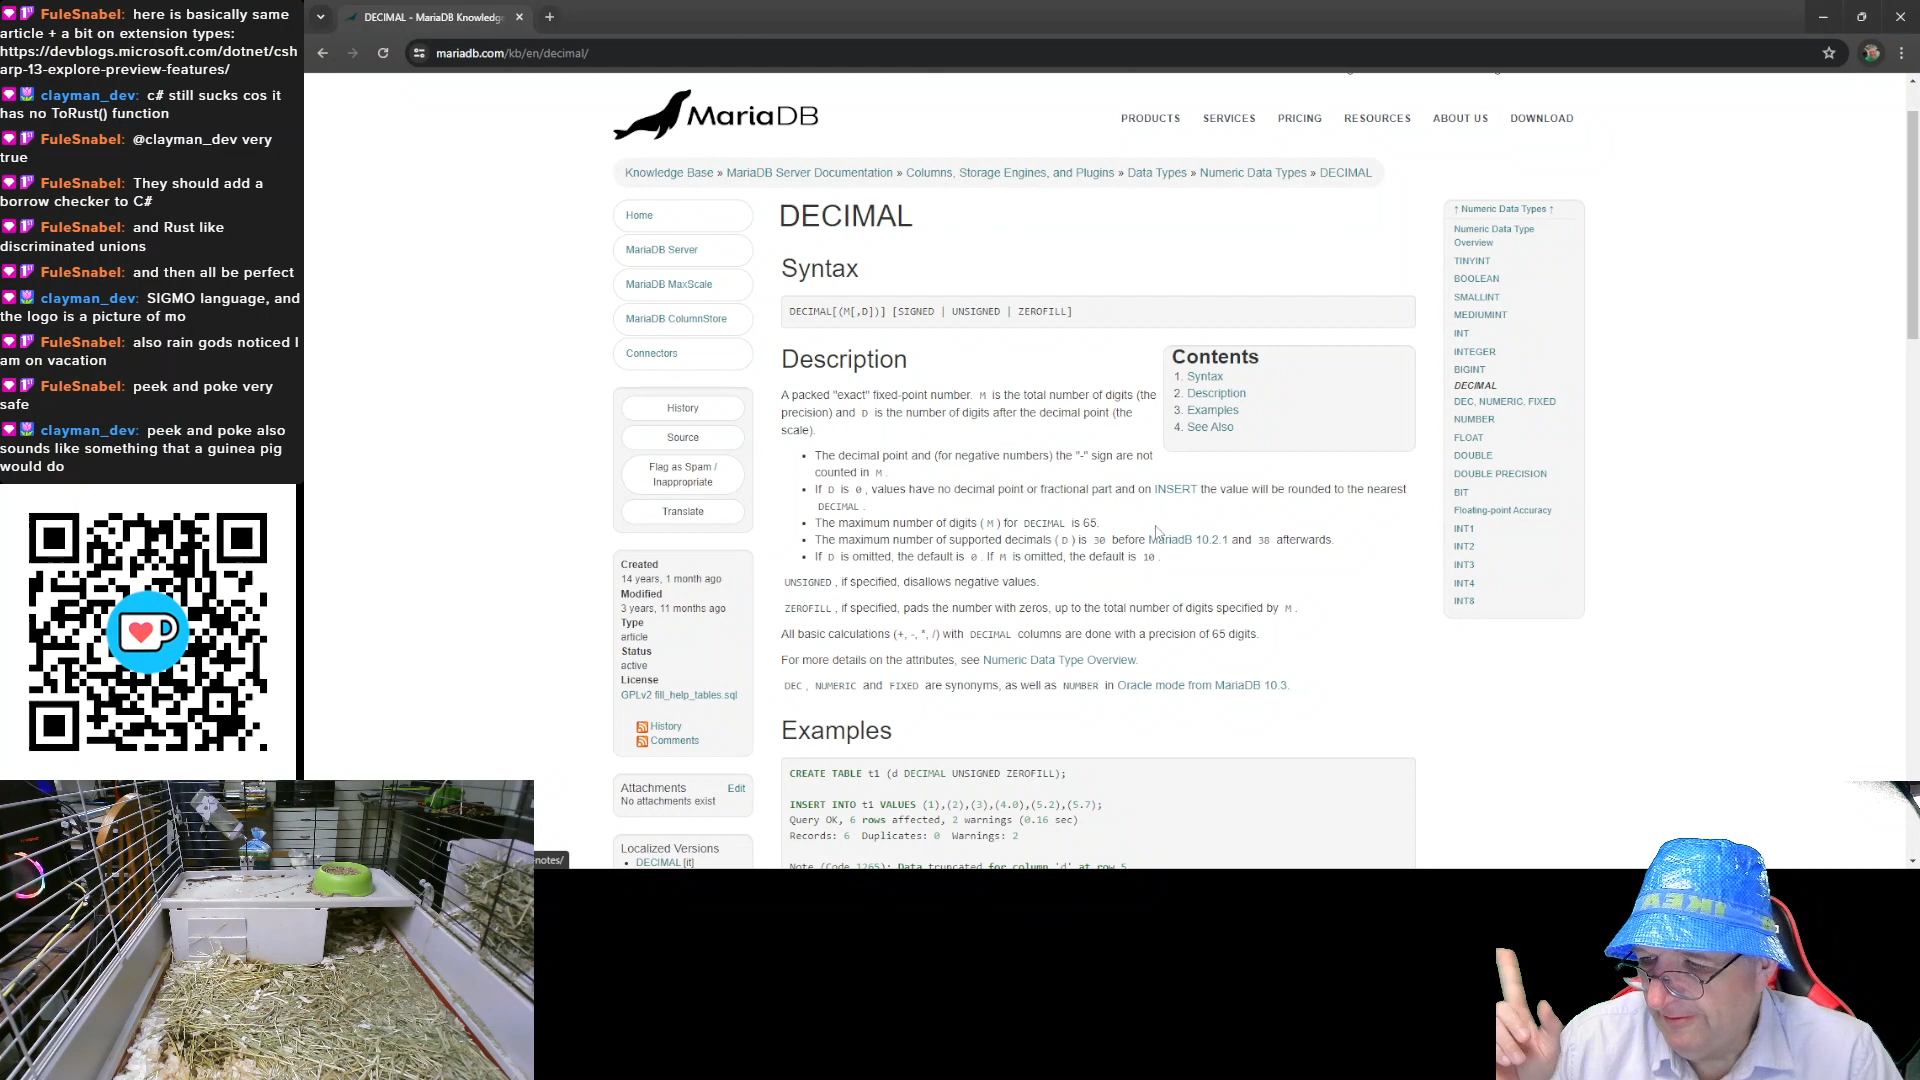 FuleSnabel: here is basically same
article + a bit on extension types:
https://devblogs.microsoft.com/dotnet/csh
arp-13-explore-preview-features/
clayman_dev: c# still sucks cos it
has no ToRust() function
FuleSnabel: @clayman_dev very
true
FuleSnabel: They should add a
borrow checker to C#
FuleSnabel: and Rust like
discriminated unions
FuleSnabel: and then all be perfect
clayman_dev: SIGMO language, and
the logo is a picture of mo
FuleSnabel: also rain gods noticed I
am on vacation
FuleSnabel: peek and poke very
safe
clayman_dev: peek and poke also
sounds like something that a guinea pig
would do
DECIMAL - MariaDB Knowledg
mariadb.com/kb/en/decimal/
MariaDB
PRODUCTS
SERVICES
PRICING
RESOURCES
ABOUT US
DOWNLOAD
Knowledge Base » MariaDB Server Documentation » Columns, Storage Engines, and Plugins » Data Types » Numeric Data Types » DECIMAL
Home
MariaDB Server
MariaDB MaxScale
MariaDB ColumnStore
Connectors
History
Source
Flag as Spam /
Inappropriate
Translate
Created
14 years, 1 month ago
Modified
3 years, 11 months ago
Type
article
Status
active
License
GPLv2 fill_help_tables.sql
History
Comments
Attachments
Edit
No attachments exist
Localized Versions
• DECIMAL [it]
enotes/
DECIMAL
Syntax
DECIMAL[(M[,D])] [SIGNED | UNSIGNED | ZEROFILL]
Description
A packed "exact" fixed-point number. M is the total number of digits (the
precision) and D is the number of digits after the decimal point (the
scale).
• The decimal point and (for negative numbers) the "-" sign are not
counted in M.
• If D is 0, values have no decimal point or fractional part and on INSERT the value will be rounded to the nearest
DECIMAL.
• The maximum number of digits (M) for DECIMAL is 65.
• The maximum number of supported decimals (D) is 30 before MariadB 10.2.1 and 38 afterwards.
• If D is omitted, the default is 0. If M is omitted, the default is 10.
UNSIGNED, if specified, disallows negative values.
ZEROFILL, if specified, pads the number with zeros, up to the total number of digits specified by M.
All basic calculations (+, -, *, /) with DECIMAL columns are done with a precision of 65 digits.
For more details on the attributes, see Numeric Data Type Overview.
DEC, NUMERIC and FIXED are synonyms, as well as NUMBER in Oracle mode from MariaDB 10.3.
Contents
1. Syntax
2. Description
3. Examples
4. See Also
Examples
CREATE TABLE t1 (d DECIMAL UNSIGNED ZEROFILL);
INSERT INTO t1 VALUES (1),(2),(3),(4.0),(5.2),(5.7);
Query OK, 6 rows affected, 2 warnings (0.16 sec)
Records: 6 Duplicates: 0 Warnings: 2
Note (Code 1265): Data truncated for column 'd' at row 5
↑ Numeric Data Types ↑
Numeric Data Type
Overview
TINYINT
BOOLEAN
SMALLINT
MEDIUMINT
INT
INTEGER
BIGINT
DECIMAL
DEC, NUMERIC, FIXED
NUMBER
FLOAT
DOUBLE
DOUBLE PRECISION
BIT
Floating-point Accuracy
INT1
INT2
INT3
INT4
INT8
IKEA